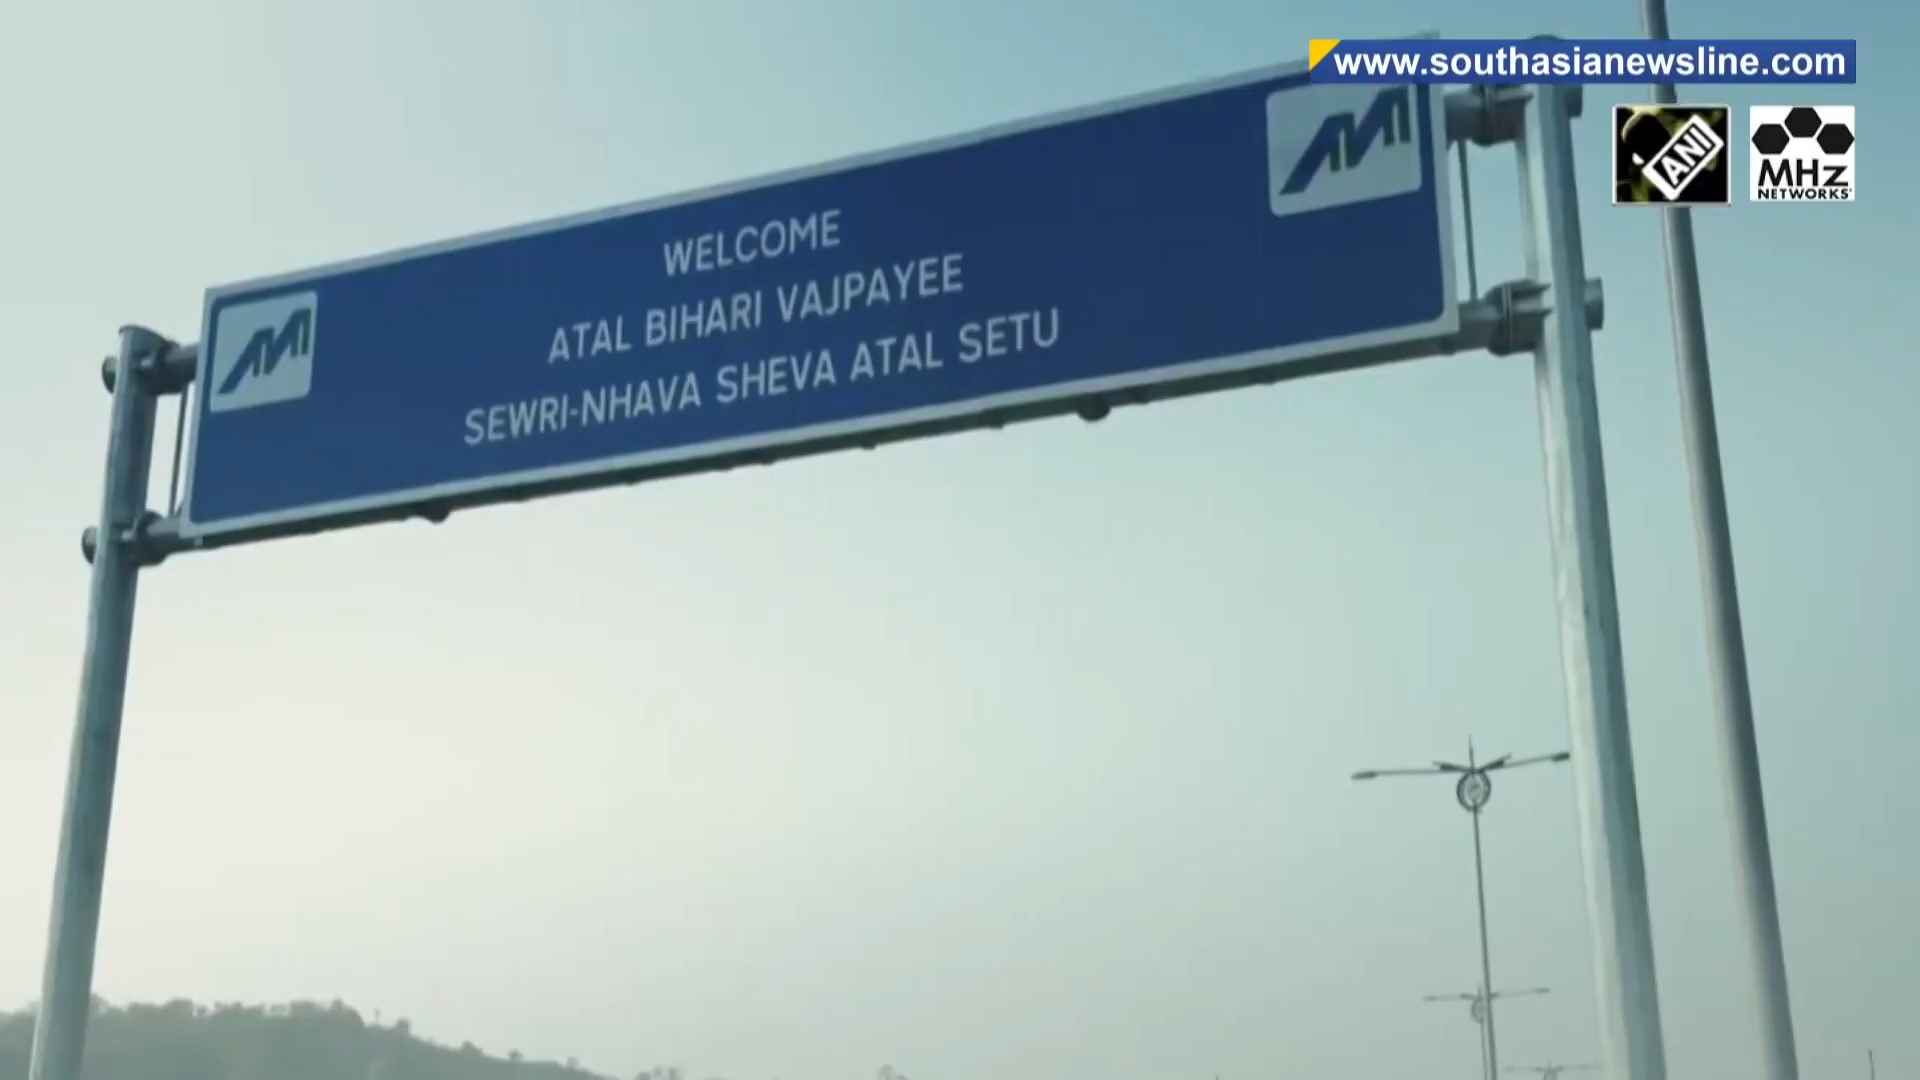 www.southasianewsline.com
ANI
MHz
NETWORKS
WELCOME
ATAL BIHARI VAJPAYEE
SEWRI-NHAVA SHEVA ATAL SETU